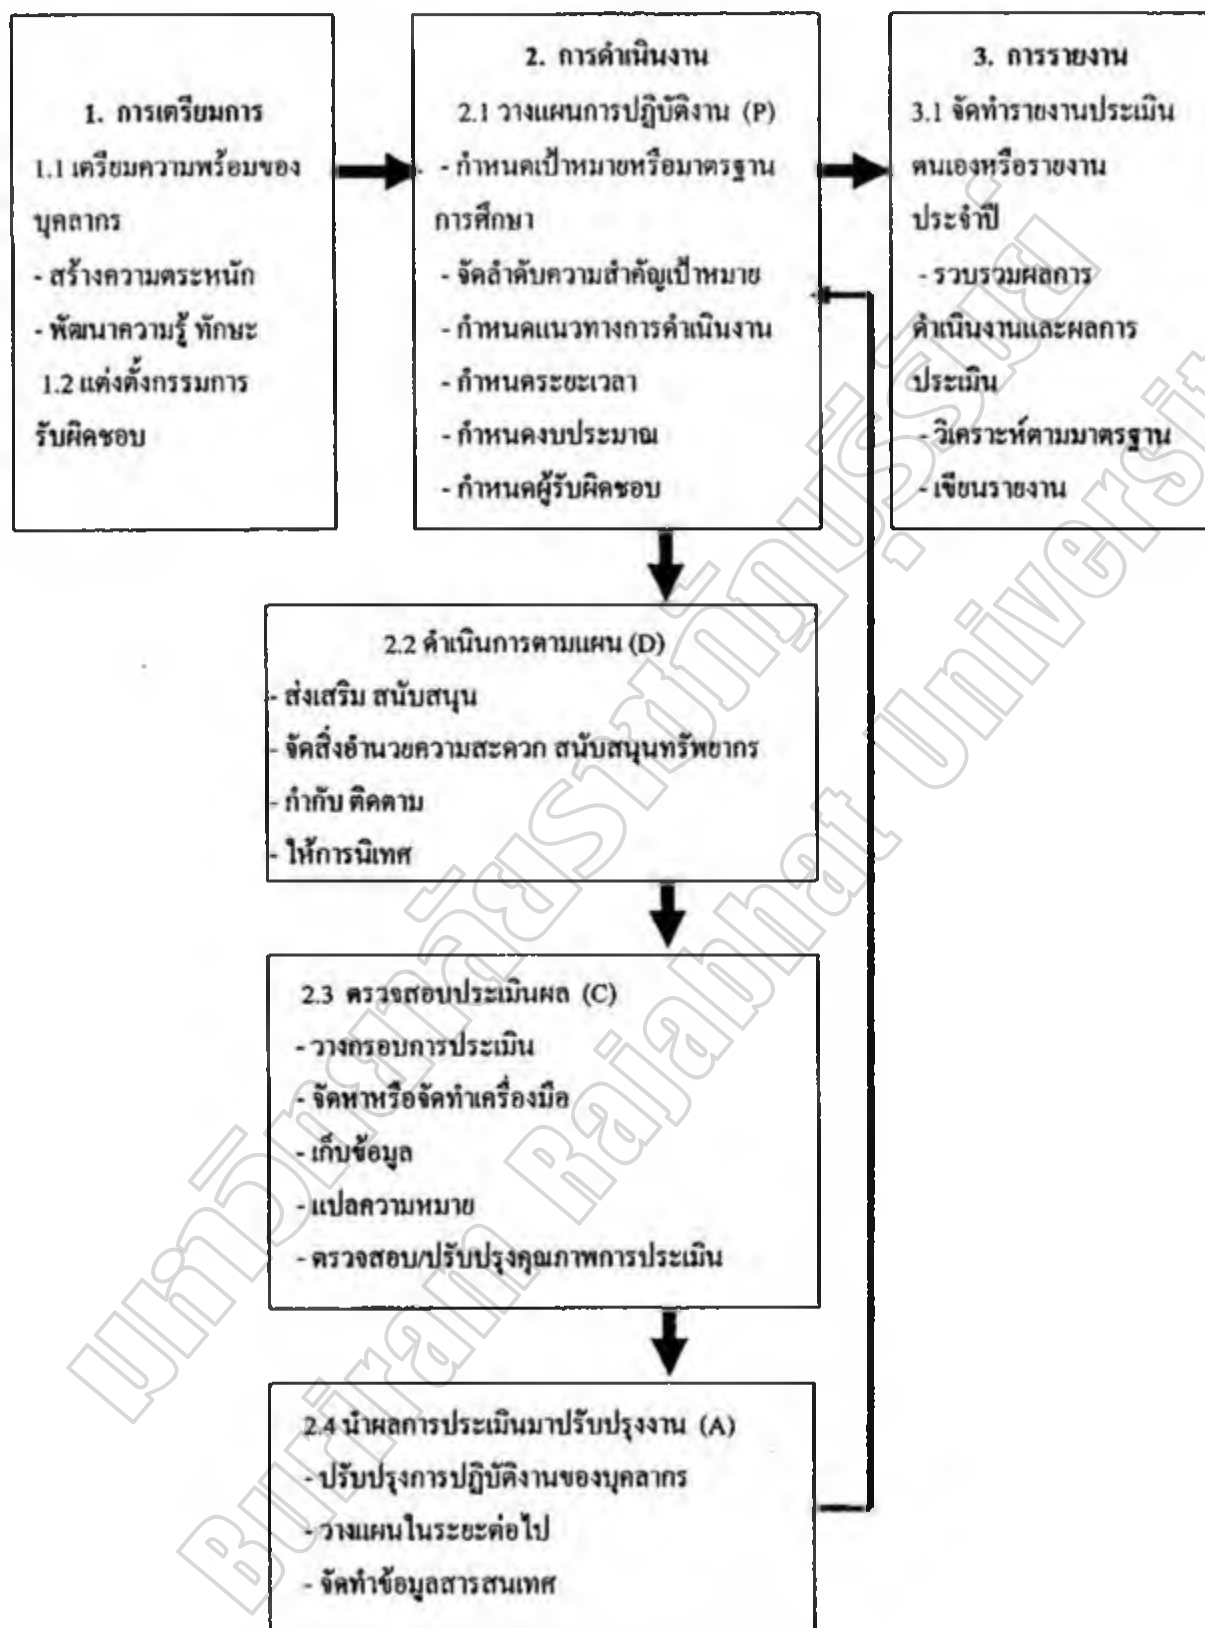 1. การเตรียมการ
1.1 เตรียมความพร้อมของ
บุคลากร
- สร้างความตระหนัก
- พัฒนาความรู้ ทักษะ
1.2 แต่งตั้งกรรมการ
รับผิดชอบ
2. การดำเนินงาน
2.1 วางแผนการปฏิบัติงาน (P)
- กำหนดเป้าหมายหรือมาตรฐาน
การศึกษา
- จัดลำดับความสำคัญเป้าหมาย
- กำหนดแนวทางการดำเนินงาน
- กำหนดระยะเวลา
- กำหนดงบประมาณ
- กำหนดผู้รับผิดชอบ
3. การรายงาน
3.1 จัดทำรายงานประเมิน
ตนเองหรือรายงาน
ประจำปี
- รวบรวมผลการ
ดำเนินงานและผลการ
ประเมิน
- วิเคราะห์ตามมาตรฐาน
- เขียนรายงาน
2.2 ดำเนินการตามแผน (D)
- ส่งเสริม สนับสนุน
- จัดสิ่งอำนวยความสะดวก สนับสนุนทรัพยากร
- กำกับ ติดตาม
- ให้การนิเทศ
2.3 ตรวจสอบประเมินผล (C)
- วางกรอบการประเมิน
- จัดหาหรือจัดทำเครื่องมือ
- เก็บข้อมูล
- แปลความหมาย
- ตรวจสอบ/ปรับปรุงคุณภาพการประเมิน
2.4 นำผลการประเมินมาปรับปรุงงาน (A)
- ปรับปรุงการปฏิบัติงานของบุคลากร
- วางแผนในระยะต่อไป
- จัดทำข้อมูลสารสนเทศ
มหาวิทยาลัยราชภัฏบุรีรัมย์
Buriram Rajabhat Universit